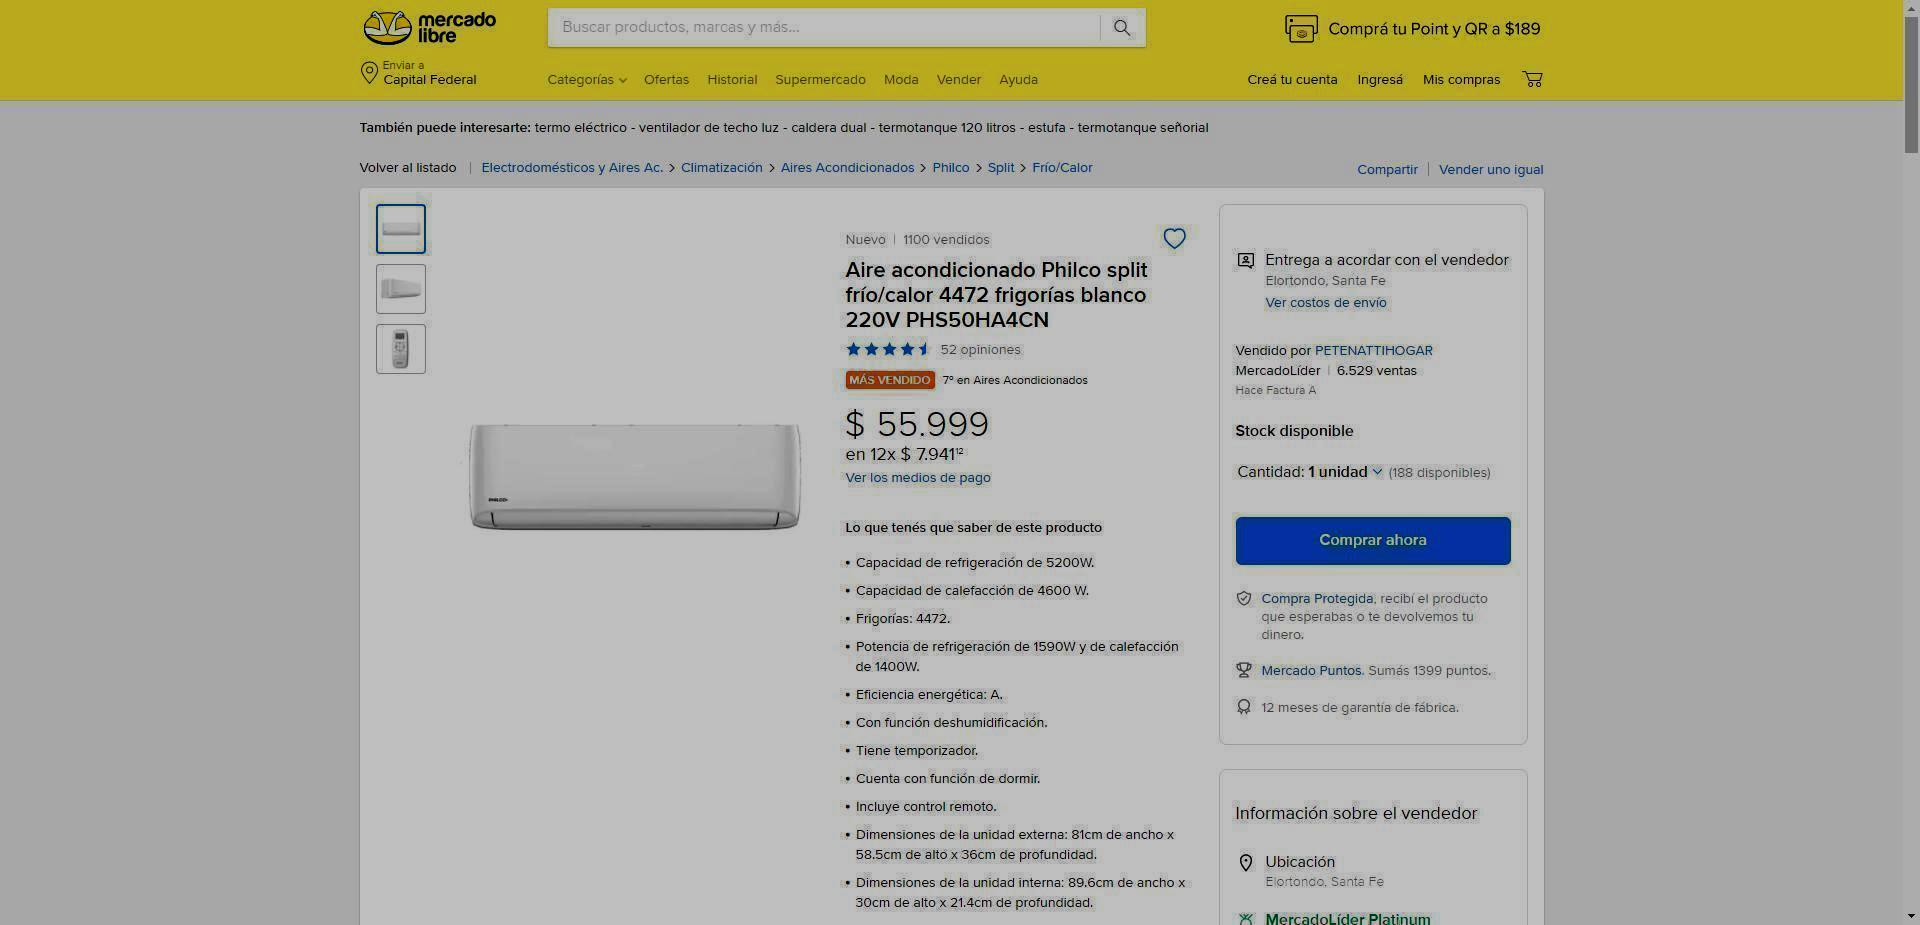 mercado
libre
Buscar productos, marcas y más...
Comprá tu Point y QR a $189
Enviar a
Capital Federal
Categorías Ofertas Historial Supermercado Moda Vender Ayuda
Creá tu cuenta Ingresá Mis compras
También puede interesarte: termo eléctrico - ventilador de techo luz - caldera dual - termotanque 120 litros - estufa - termotanque señorial
Volver al listado | Electrodomésticos y Aires Ac. > Climatización > Aires Acondicionados > Philco > Split > Frío/Calor
Compartir | Vender uno igual
Nuevo | 1100 vendidos
Aire acondicionado Philco split
frío/calor 4472 frigorías blanco
220V PHS50HA4CN
52 opiniones
MÁS VENDIDO 7º en Aires Acondicionados
$ 55.999
en 12x $ 7.941¹²
Ver los medios de pago
PHILCO
Lo que tenés que saber de este producto
• Capacidad de refrigeración de 5200W.
• Capacidad de calefacción de 4600 W.
• Frigorías: 4472.
• Potencia de refrigeración de 1590W y de calefacción
de 1400W.
• Eficiencia energética: A.
• Con función deshumidificación.
• Tiene temporizador.
• Cuenta con función de dormir.
• Incluye control remoto.
• Dimensiones de la unidad externa: 81cm de ancho x
58.5cm de alto x 36cm de profundidad.
• Dimensiones de la unidad interna: 89.6cm de ancho x
30cm de alto x 21.4cm de profundidad.
Entrega a acordar con el vendedor
Elortondo, Santa Fe
Ver costos de envío
Vendido por PETENATTIHOGAR
MercadoLíder | 6.529 ventas
Hace Factura A
Stock disponible
Cantidad: 1 unidad (188 disponibles)
Comprar ahora
Compra Protegida, recibí el producto
que esperabas o te devolvemos tu
dinero.
Mercado Puntos. Sumás 1399 puntos.
12 meses de garantía de fábrica.
Información sobre el vendedor
Ubicación
Elortondo, Santa Fe
MercadoLíder Platinum